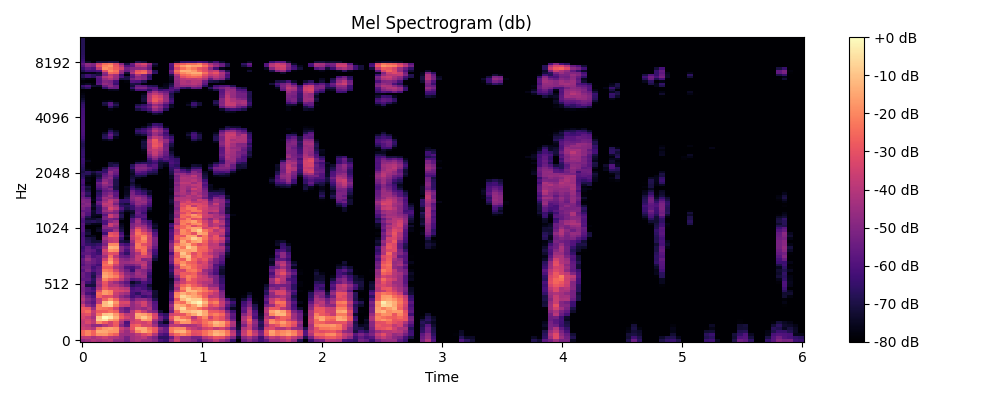 Mel Spectrogram (db)
Hz
8192
4096
2048
1024
512
0
0 1 2 3 4 5 6
Time
+0 dB
-10 dB
-20 dB
-30 dB
-40 dB
-50 dB
-60 dB
-70 dB
-80 dB